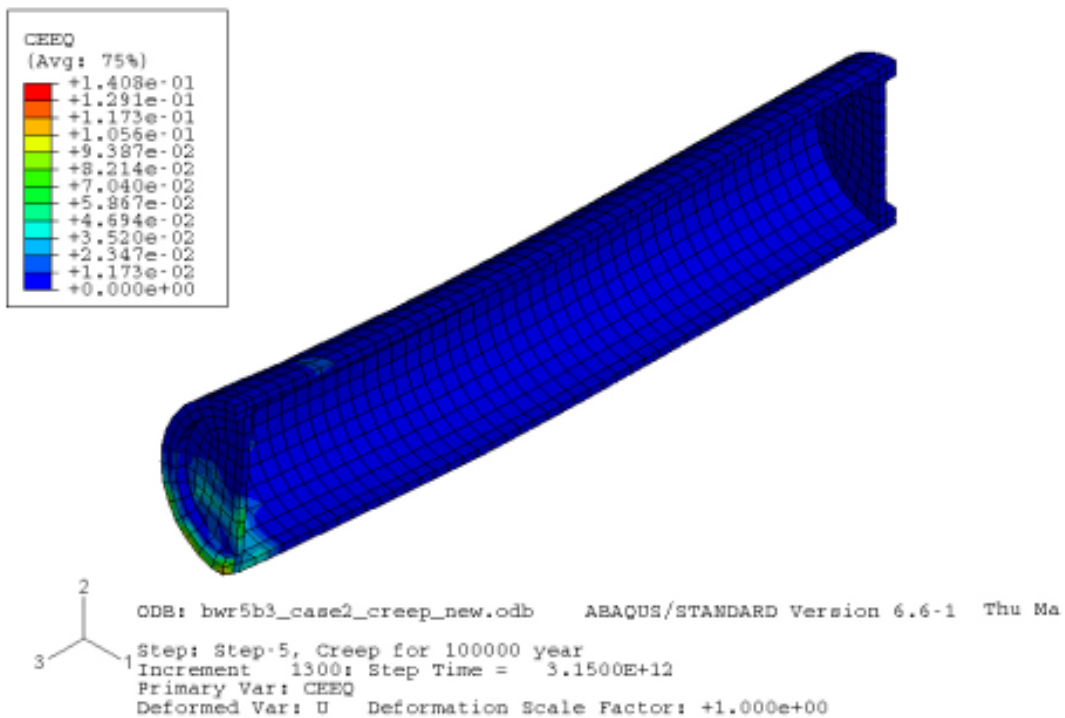 CEEQ
(Avg: 75%)
+1.408e-01
+1.291e-01
+1.173e-01
+1.056e-01
+9.387e-02
+8.214e-02
+7.040e-02
+5.867e-02
+4.694e-02
+3.520e-02
+2.347e-02
+1.173e-02
+0.000e+00
2
3
1
ODB: bwr5b3_case2_creep_new.odb ABAQUS/STANDARD Version 6.6-1 Thu Ma
Step: Step-5, Creep for 100000 year
Increment 1300: Step Time = 3.1500E+12
Primary Var: CEEQ
Deformed Var: U Deformation Scale Factor: +1.000e+00